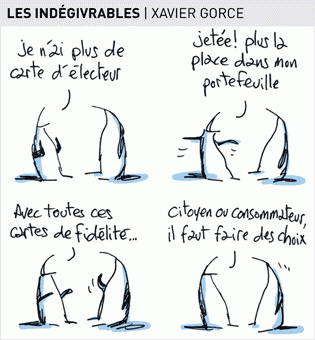 LES INDÉGIVRABLES | XAVIER GORCE
je n'ai plus de
carte d'électeur
jetée! plus la
place dans mon
portefeuille
Avec toutes ces
cartes de fidélité...
Citoyen ou consommateur,
il faut faire des choix